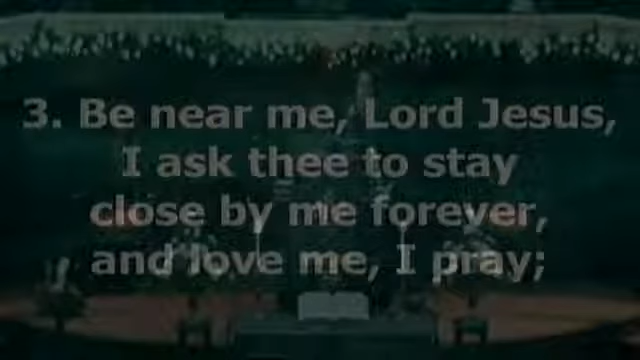 3. Be near me, Lord Jesus,
I ask thee to stay
close by me forever,
and love me, I pray;